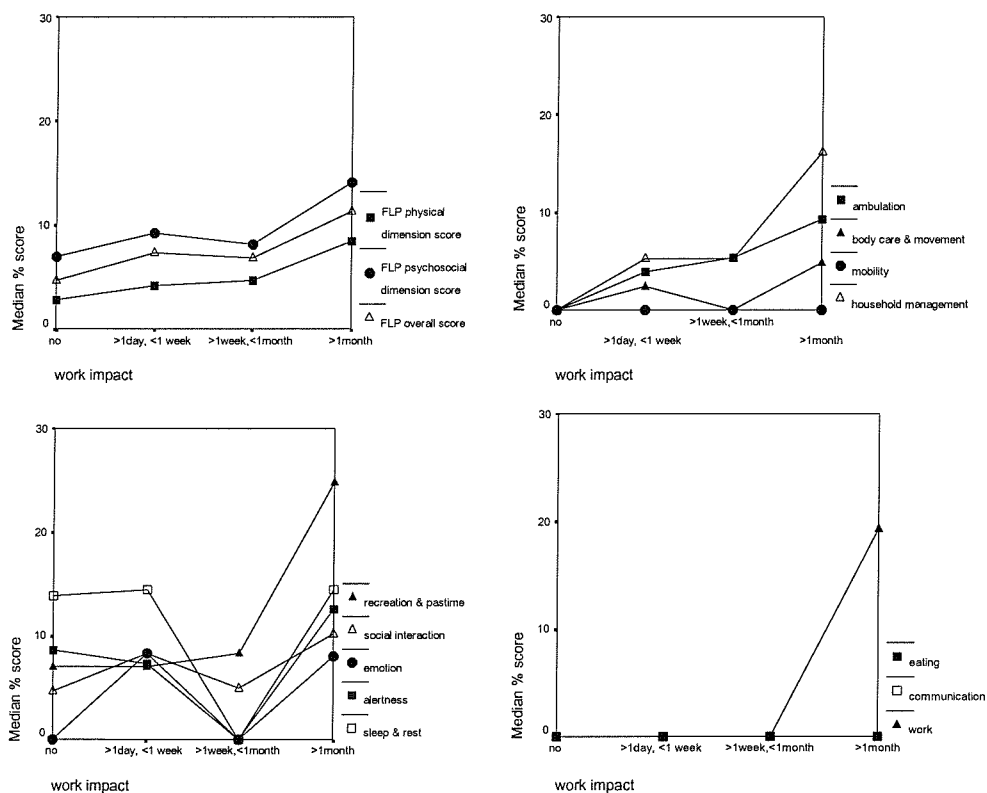 30
20
10
0
Median % score
no
>1day, <1 week
>1week,<1month
>1month
work impact
FLP physical
dimension score
FLP psychosocial
dimension score
FLP overall score
30
20
10
0
Median % score
no
>1day, <1 week
>1week,<1month
>1month
work impact
ambulation
body care & movement
mobility
household management
30
20
10
0
Median % score
no
>1day, <1 week
>1week,<1month
>1month
work impact
recreation & pastime
social interaction
emotion
alertness
sleep & rest
30
20
10
0
Median % score
no
>1day, <1 week
>1week,<1month
>1month
work impact
eating
communication
work